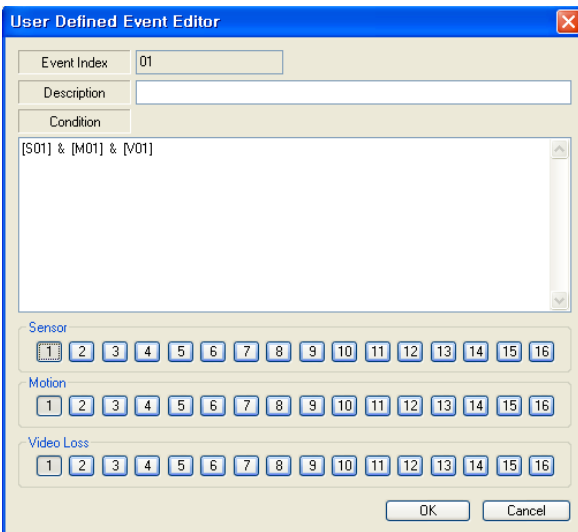 User Defined Event Editor
Event Index 01
Description
Condition
[S01] & [M01] & [V01]
Sensor
1 2 3 4 5 6 7 8 9 10 11 12 13 14 15 16
Motion
1 2 3 4 5 6 7 8 9 10 11 12 13 14 15 16
Video Loss
1 2 3 4 5 6 7 8 9 10 11 12 13 14 15 16
OK Cancel